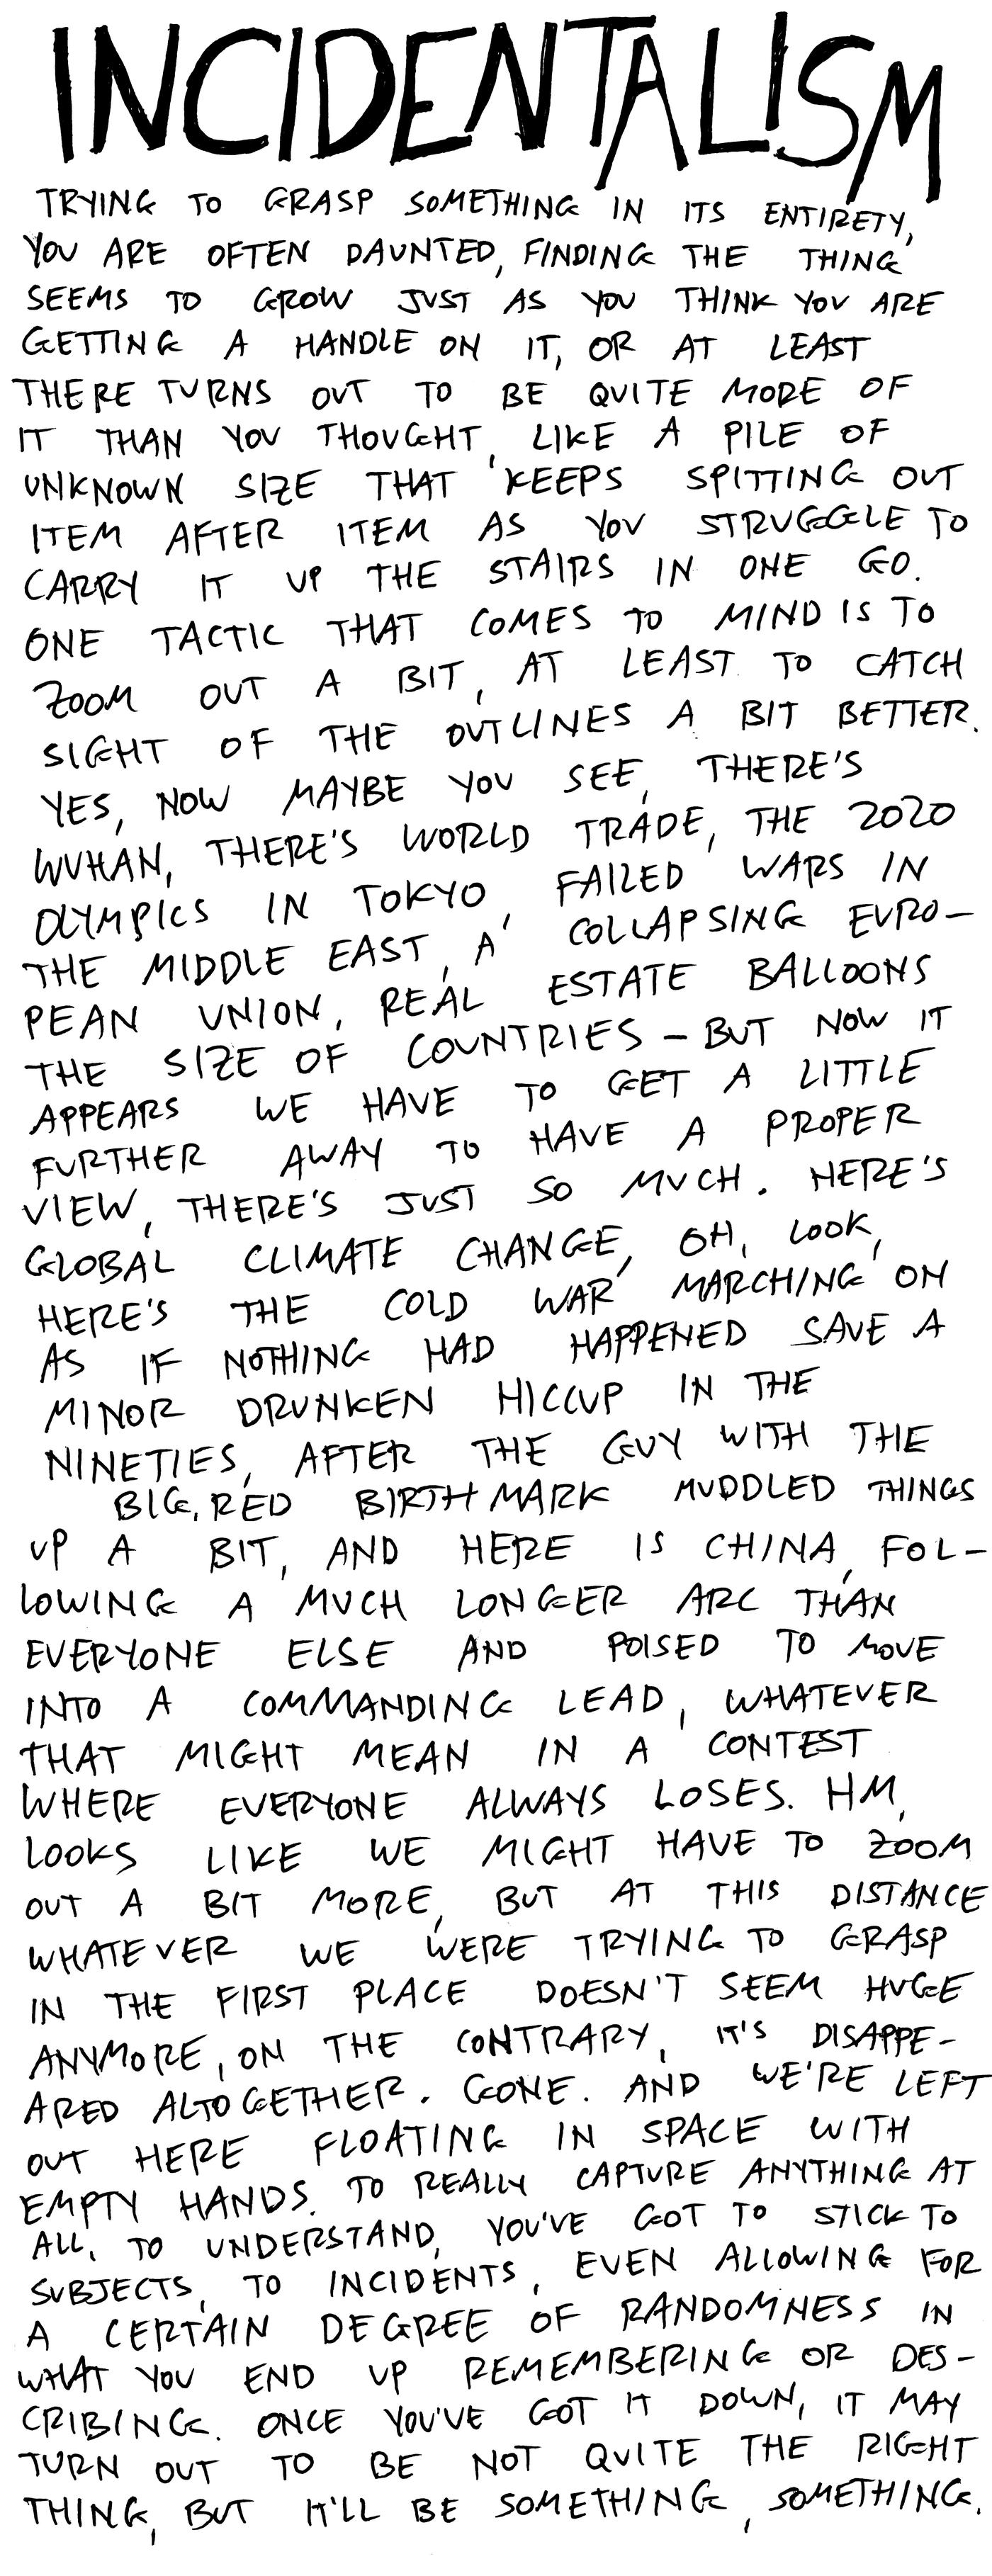 INCIDENTALISM
TRYING TO GRASP SOMETHING IN ITS ENTIRETY,
YOU ARE OFTEN DAUNTED, FINDING THE THING
SEEMS TO GROW JUST AS YOU THINK YOU ARE
GETTING A HANDLE ON IT, OR AT LEAST
THERE TURNS OUT TO BE QUITE MORE OF
IT THAN YOU THOUGHT, LIKE A PILE OF
UNKNOWN SIZE THAT KEEPS SPITTING OUT
ITEM AFTER ITEM AS YOU STRUGGLE TO
CARRY IT UP THE STAIRS IN ONE GO.
ONE TACTIC THAT COMES TO MIND IS TO
ZOOM OUT A BIT, AT LEAST TO CATCH
SIGHT OF THE OUTLINES A BIT BETTER.
YES, NOW MAYBE YOU SEE, THERE'S
WUHAN, THERE'S WORLD TRADE, THE 2020
OLYMPICS IN TOKYO, FAILED WARS IN
THE MIDDLE EAST, A COLLAPSING EURO-
PEAN UNION, REAL ESTATE BALLOONS
THE SIZE OF COUNTRIES – BUT NOW IT
APPEARS WE HAVE TO GET A LITTLE
FURTHER AWAY TO HAVE A PROPER
VIEW, THERE'S JUST SO MUCH. HERE'S
GLOBAL CLIMATE CHANGE, OH, LOOK,
HERE'S THE COLD WAR MARCHING ON
AS IF NOTHING HAD HAPPENED SAVE A
MINOR DRUNKEN HICCUP IN THE
NINETIES, AFTER THE GUY WITH THE
BIG, RED BIRTHMARK MUDDLED THINGS
UP A BIT, AND HERE IS CHINA, FOL-
LOWING A MUCH LONGER ARC THAN
EVERYONE ELSE AND POISED TO MOVE
INTO A COMMANDING LEAD, WHATEVER
THAT MIGHT MEAN IN A CONTEST
WHERE EVERYONE ALWAYS LOSES. HM,
LOOKS LIKE WE MIGHT HAVE TO ZOOM
OUT A BIT MORE, BUT AT THIS DISTANCE
WHATEVER WE WERE TRYING TO GRASP
IN THE FIRST PLACE DOESN'T SEEM HUGE
ANYMORE, ON THE CONTRARY, IT'S DISAPPE-
ARED ALTOGETHER. GONE. AND WE'RE LEFT
OUT HERE FLOATING IN SPACE WITH
EMPTY HANDS. TO REALLY CAPTURE ANYTHING AT
ALL, TO UNDERSTAND, YOU'VE GOT TO STICK TO
SUBJECTS, TO INCIDENTS, EVEN ALLOWING FOR
A CERTAIN DEGREE OF RANDOMNESS IN
WHAT YOU END UP REMEMBERING OR DES-
CRIBING. ONCE YOU'VE GOT IT DOWN, IT MAY
TURN OUT TO BE NOT QUITE THE RIGHT
THING, BUT IT'LL BE SOMETHING, SOMETHING.